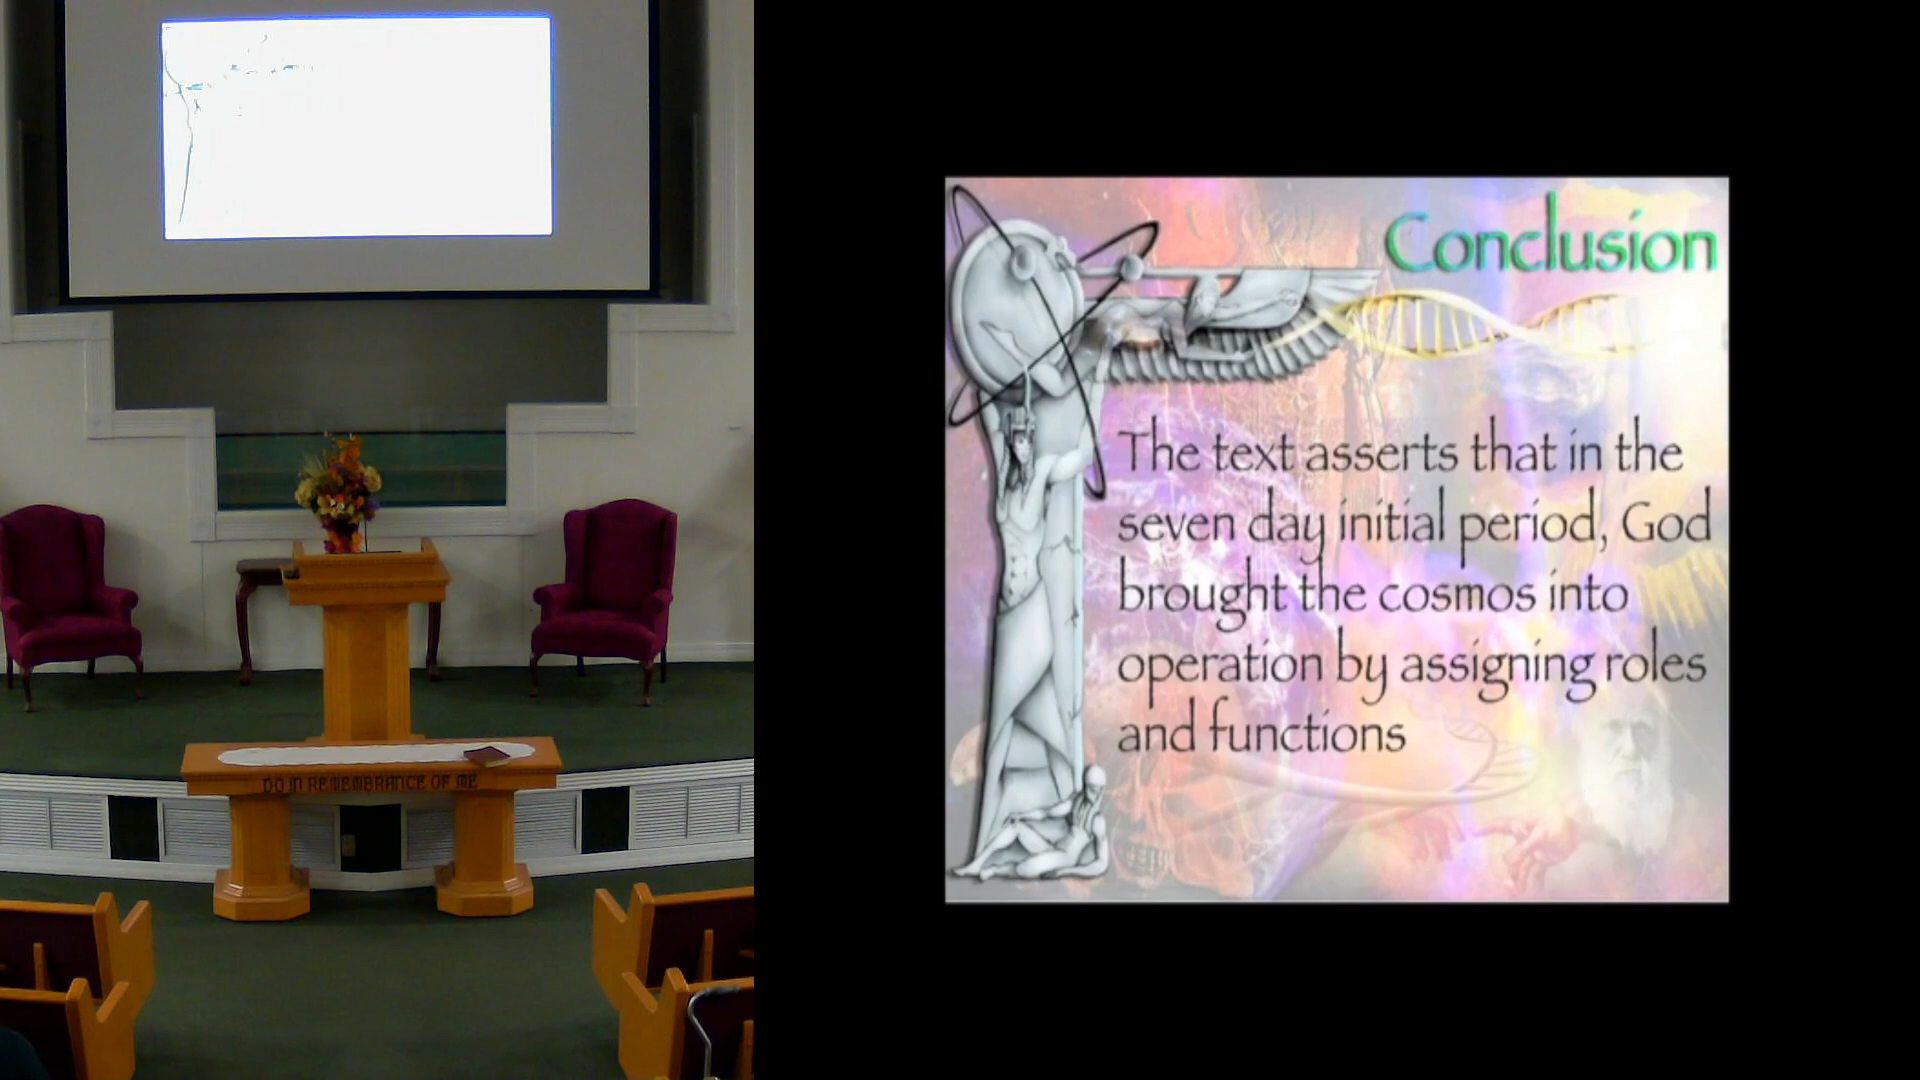 DO IN REMEMBRANCE OF ME
Conclusion
The text asserts that in the
seven day initial period, God
brought the cosmos into
operation by assigning roles
and functions